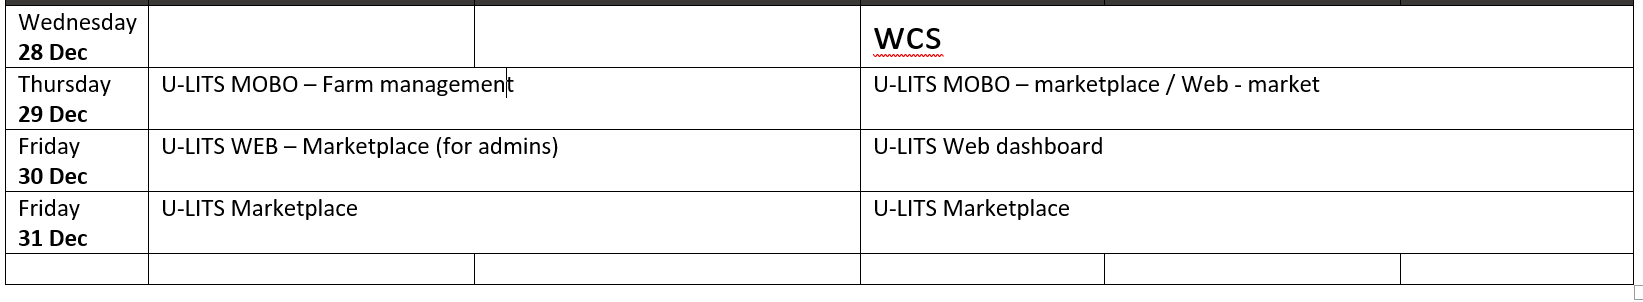 Wednesday
28 Dec
WCS
Thursday
29 Dec
U-LITS MOBO – Farm management
U-LITS MOBO – marketplace / Web - market
Friday
30 Dec
U-LITS WEB – Marketplace (for admins)
U-LITS Web dashboard
Friday
31 Dec
U-LITS Marketplace
U-LITS Marketplace